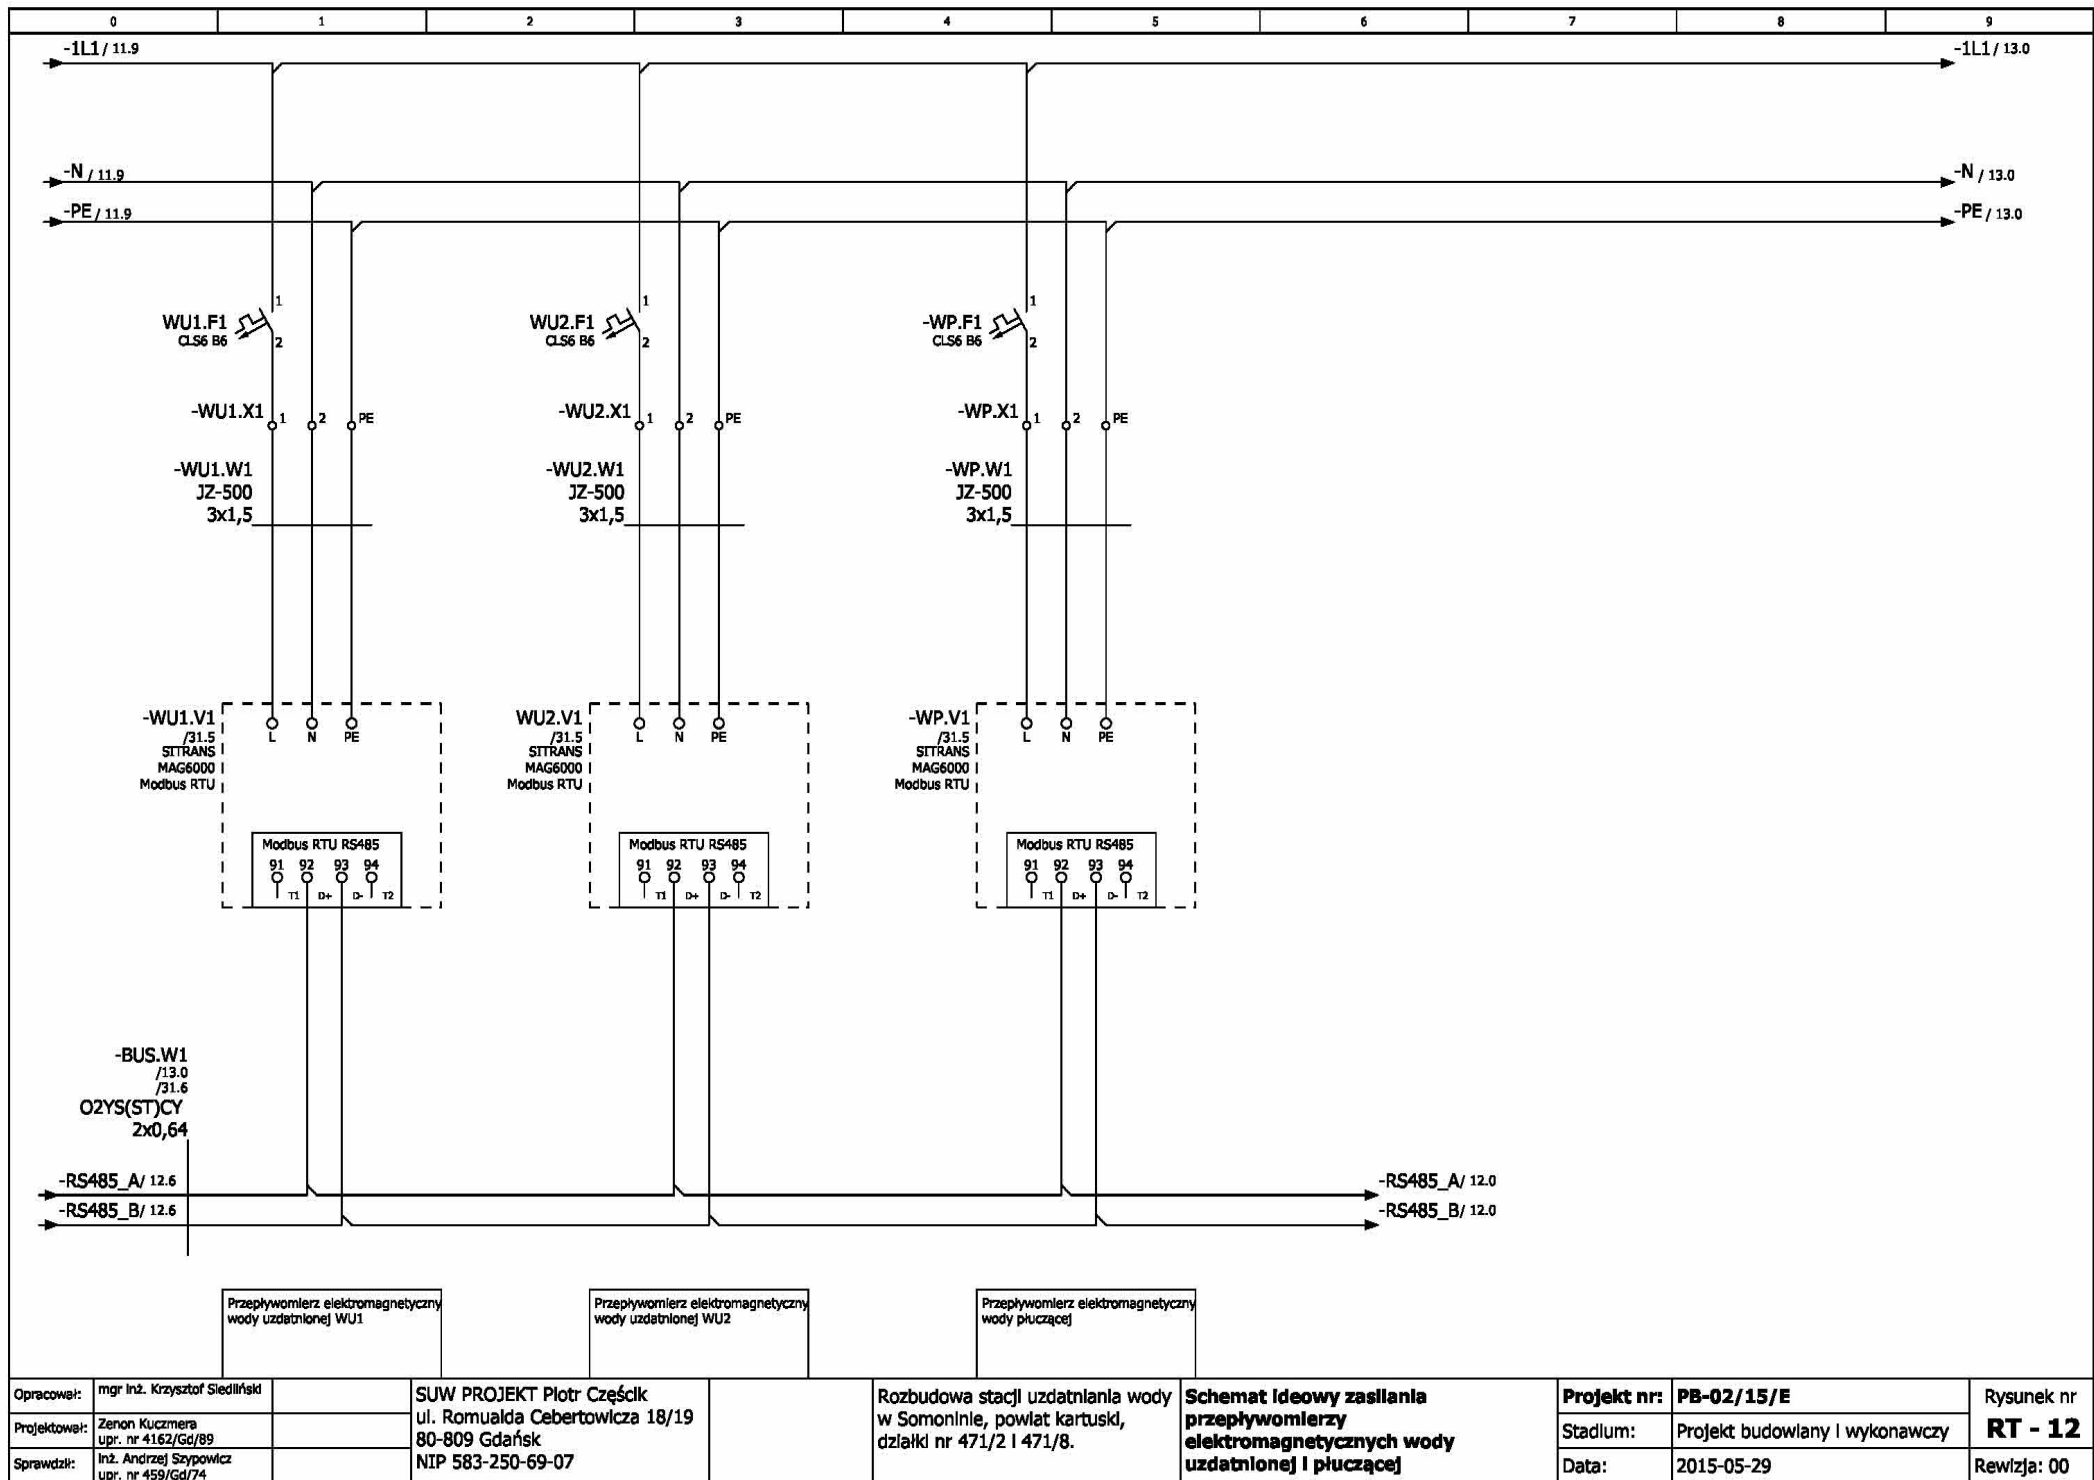 0 1 2 3 4 5 6 7 8 9
-1L1 / 11.9
-1L1 / 13.0
-N / 11.9
-N / 13.0
-PE / 11.9
-PE / 13.0
1 1 1
WU1.F1 WU2.F1 -WP.F1
CLS6 B6 2 CLS6 B6 2 CLS6 B6 2
-WU1.X1 1 2 PE -WU2.X1 1 2 PE -WP.X1 1 2 PE
-WU1.W1 -WU2.W1 -WP.W1
JZ-500 JZ-500 JZ-500
3x1,5 3x1,5 3x1,5
-WU1.V1 WU2.V1 -WP.V1
/31.5 L N PE /31.5 L N PE /31.5 L N PE
SITRANS SITRANS SITRANS
MAG6000 MAG6000 MAG6000
Modbus RTU Modbus RTU Modbus RTU
Modbus RTU RS485 Modbus RTU RS485 Modbus RTU RS485
91 92 93 94 91 92 93 94 91 92 93 94
T1 D+ D- T2 T1 D+ D- T2 T1 D+ D- T2
-BUS.W1
/13.0
/31.6
O2YS(ST)CY
2x0,64
-RS485_A/ 12.6 -RS485_A/ 12.0
-RS485_B/ 12.6 -RS485_B/ 12.0
Przepływomierz elektromagnetyczny
wody uzdatnionej WU1
Przepływomierz elektromagnetyczny
wody uzdatnionej WU2
Przepływomierz elektromagnetyczny
wody płuczącej
Opracował: mgr inż. Krzysztof Siedliński
Projektował: Zenon Kuczmera
upr. nr 4162/Gd/89
Sprawdził: inż. Andrzej Szypowicz
upr. nr 459/Gd/74
SUW PROJEKT Piotr Częścik
ul. Romualda Cebertowicza 18/19
80-809 Gdańsk
NIP 583-250-69-07
Rozbudowa stacji uzdatniania wody
w Somoninie, powiat kartuski,
działki nr 471/2 i 471/8.
Schemat ideowy zasilania
przepływomierzy
elektromagnetycznych wody
uzdatnionej i płuczącej
Projekt nr: PB-02/15/E
Stadium: Projekt budowlany i wykonawczy
Data: 2015-05-29
Rysunek nr
RT - 12
Rewizja: 00